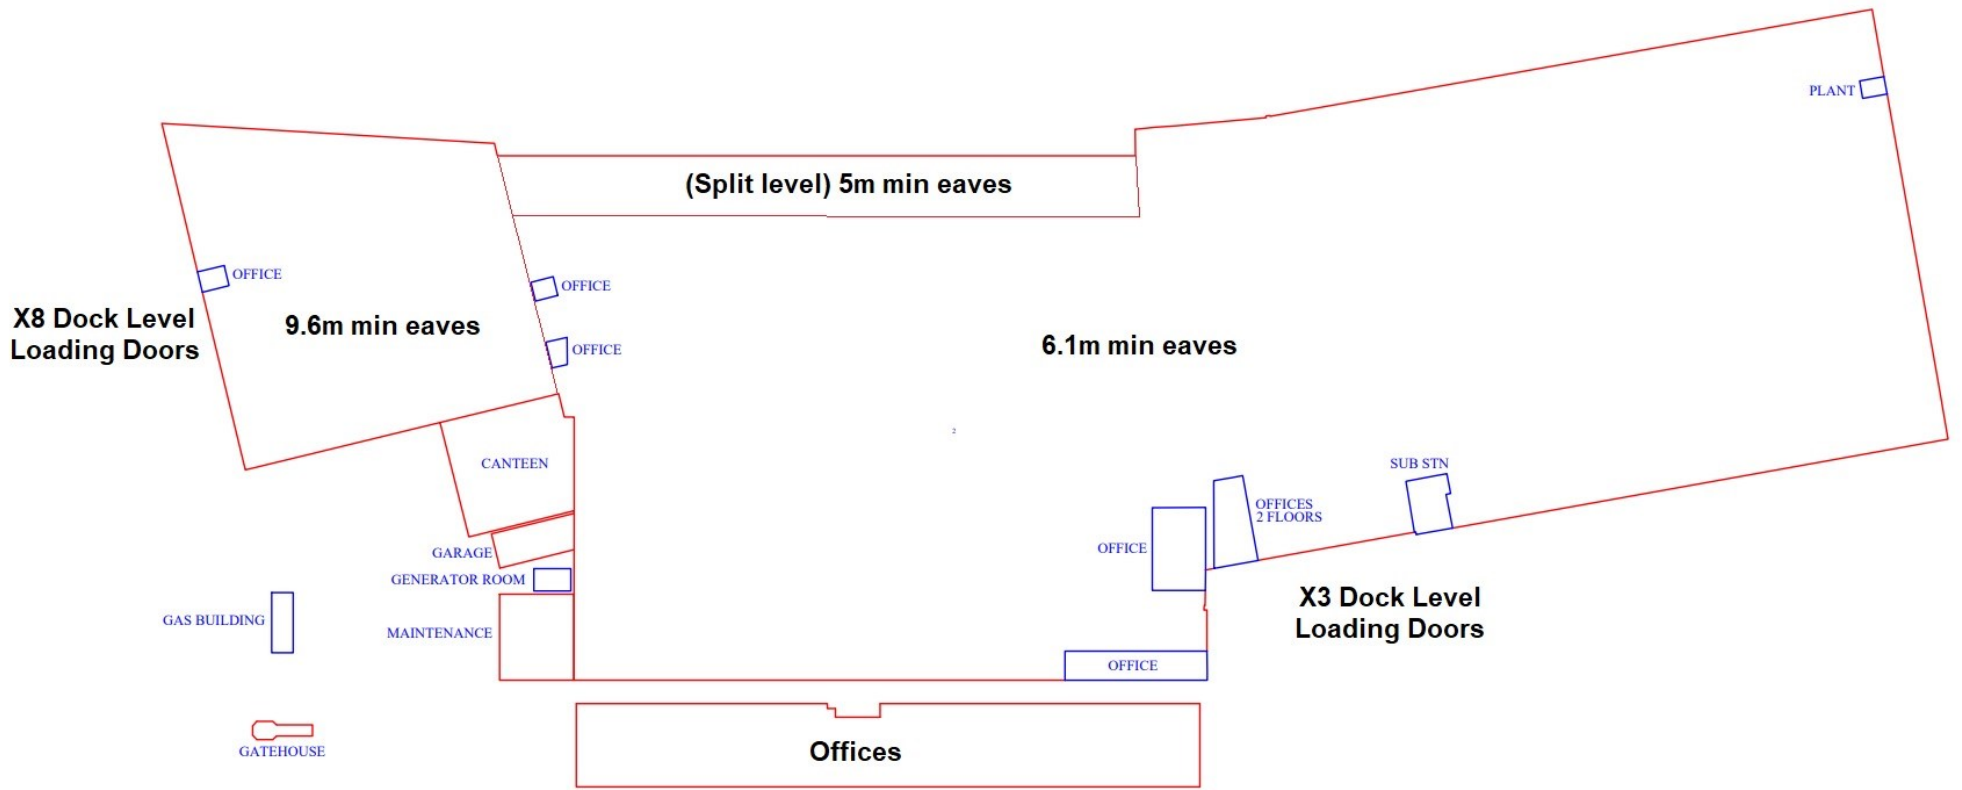 PLANT
(Split level) 5m min eaves
OFFICE
OFFICE
X8 Dock Level
Loading Doors
9.6m min eaves
OFFICE
6.1m min eaves
2
CANTEEN
SUB STN
OFFICES
2 FLOORS
OFFICE
GARAGE
GENERATOR ROOM
X3 Dock Level
Loading Doors
GAS BUILDING
MAINTENANCE
OFFICE
GATEHOUSE
Offices